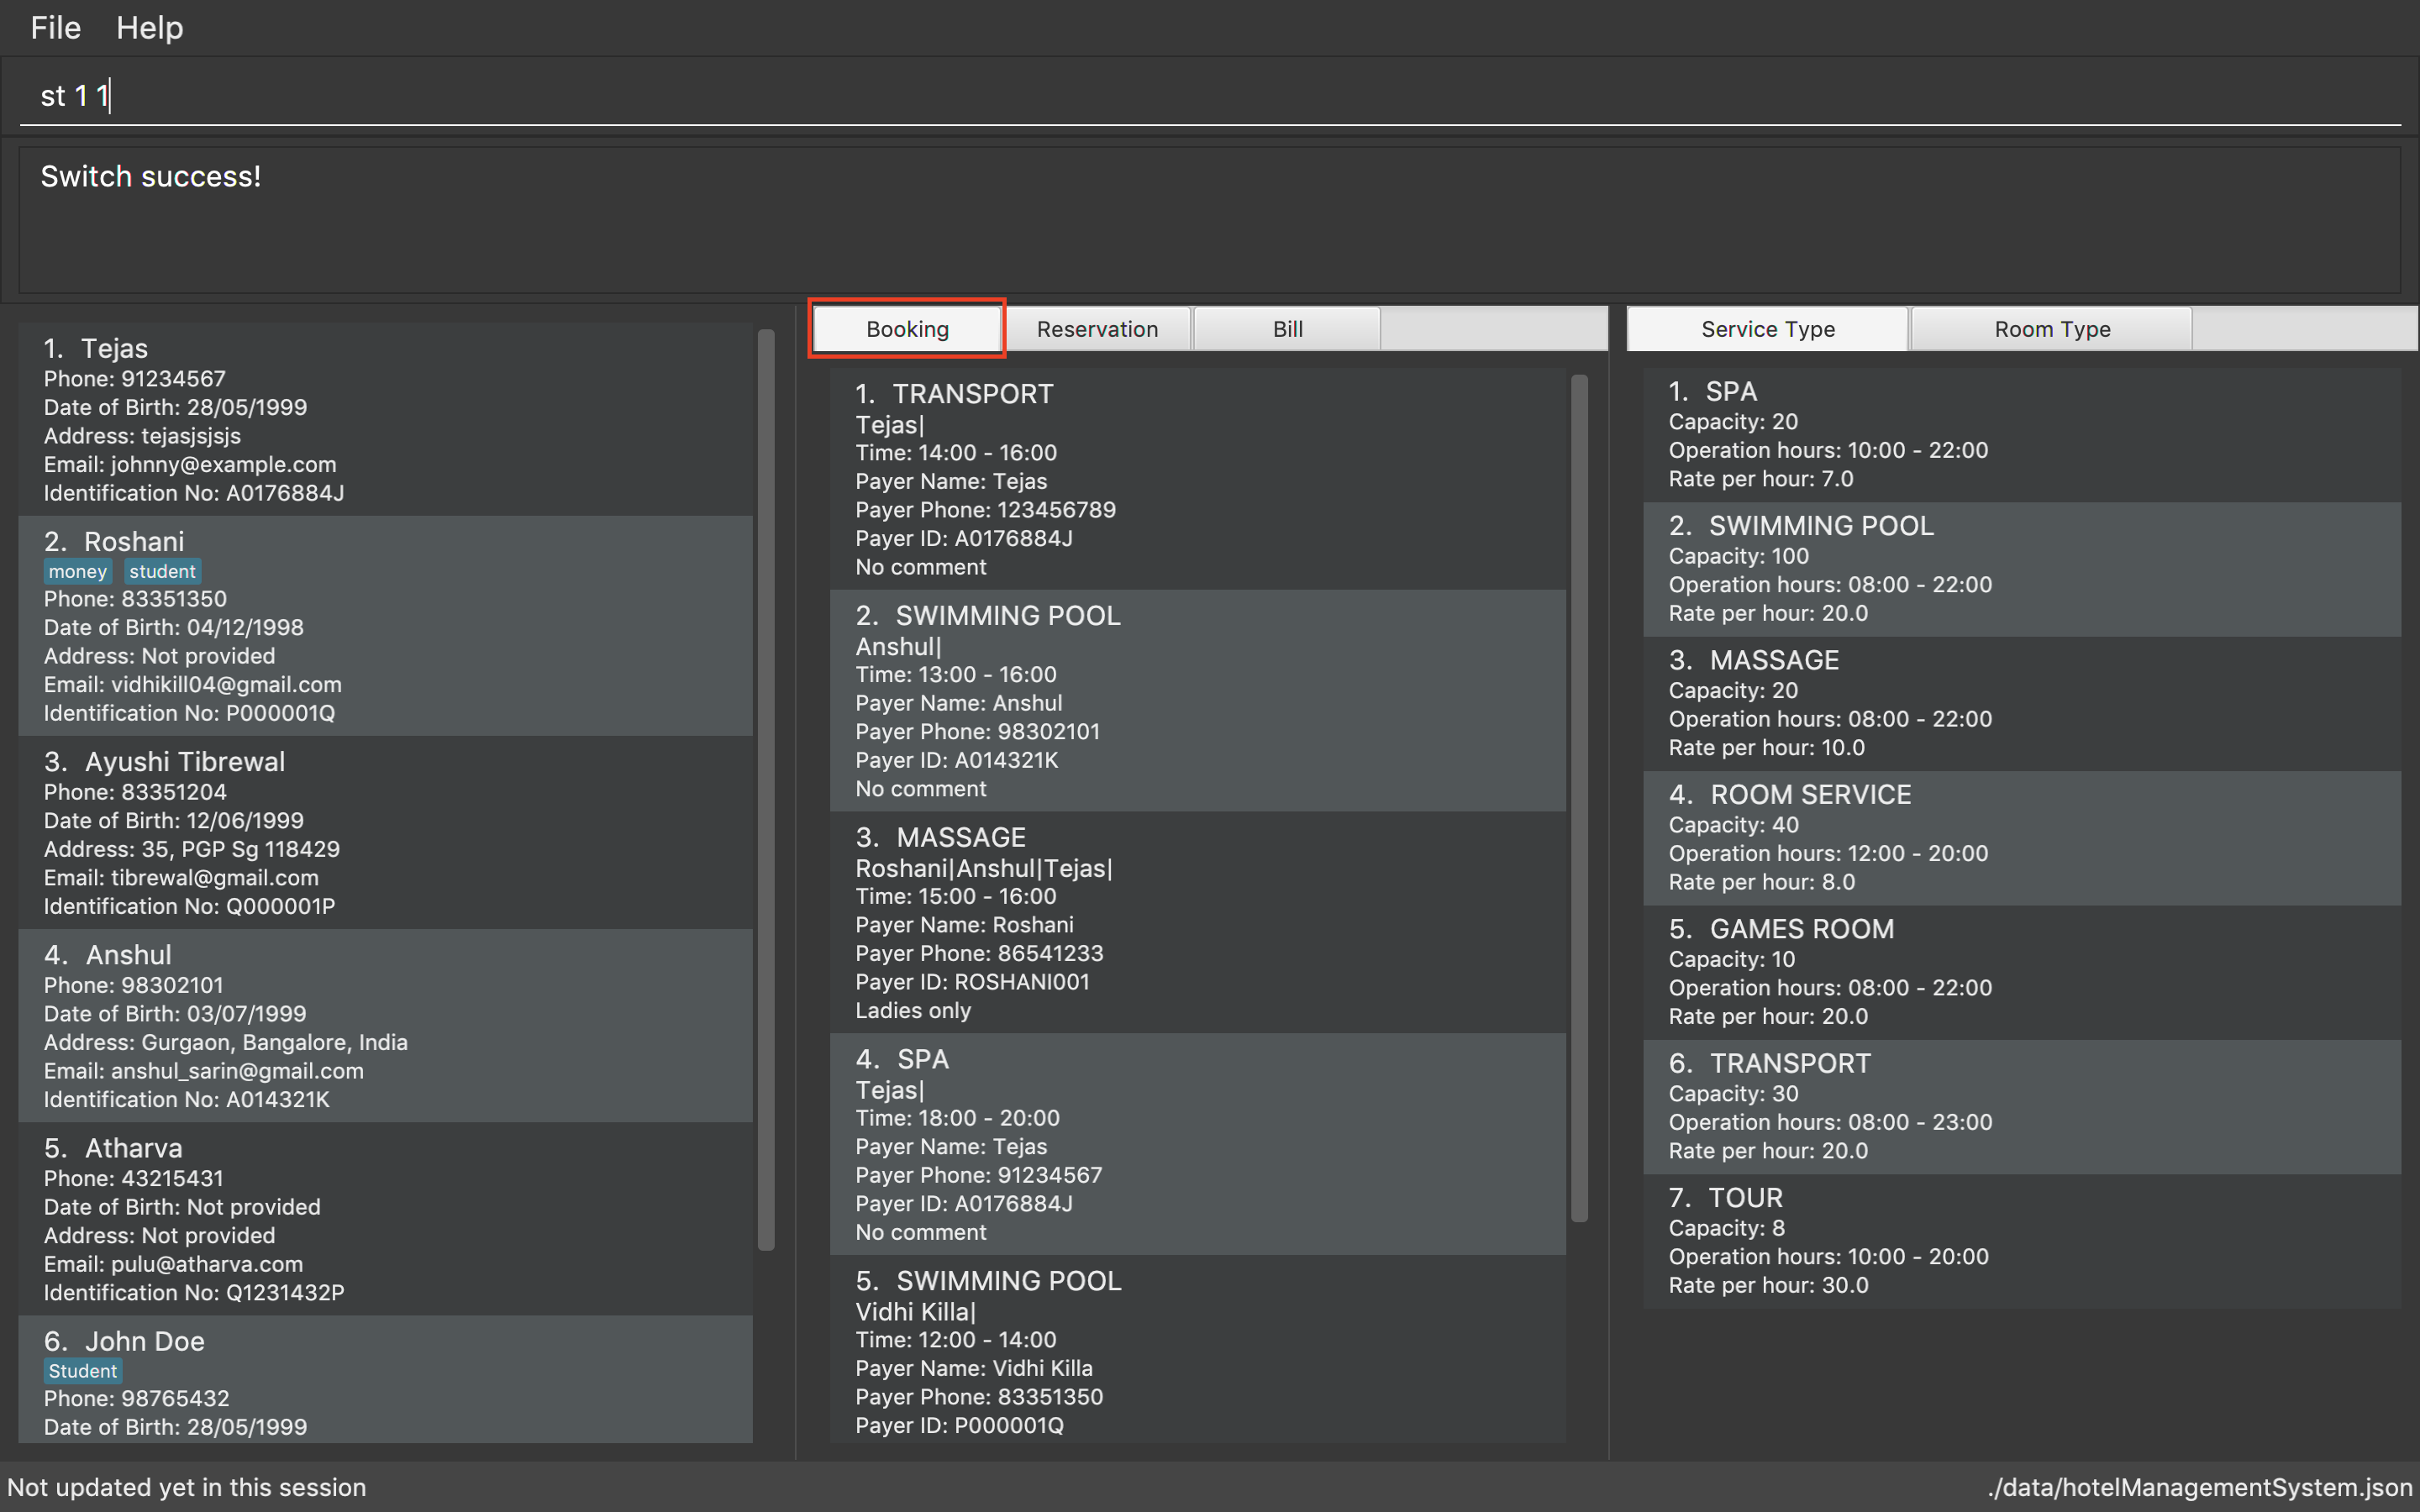 File Help
st 1 1
Switch success!
1. Tejas
Phone: 91234567
Date of Birth: 28/05/1999
Address: tejasjsjsjs
Email: johnny@example.com
Identification No: A0176884J
2. Roshani
money student
Phone: 83351350
Date of Birth: 04/12/1998
Address: Not provided
Email: vidhikill04@gmail.com
Identification No: P000001Q
3. Ayushi Tibrewal
Phone: 83351204
Date of Birth: 12/06/1999
Address: 35, PGP Sg 118429
Email: tibrewal@gmail.com
Identification No: Q000001P
4. Anshul
Phone: 98302101
Date of Birth: 03/07/1999
Address: Gurgaon, Bangalore, India
Email: anshul_sarin@gmail.com
Identification No: A014321K
5. Atharva
Phone: 43215431
Date of Birth: Not provided
Address: Not provided
Email: pulu@atharva.com
Identification No: Q1231432P
6. John Doe
Student
Phone: 98765432
Date of Birth: 28/05/1999
Booking Reservation Bill
1. TRANSPORT
Tejas|
Time: 14:00 - 16:00
Payer Name: Tejas
Payer Phone: 123456789
Payer ID: A0176884J
No comment
2. SWIMMING POOL
Anshul|
Time: 13:00 - 16:00
Payer Name: Anshul
Payer Phone: 98302101
Payer ID: A014321K
No comment
3. MASSAGE
Roshani|Anshul|Tejas|
Time: 15:00 - 16:00
Payer Name: Roshani
Payer Phone: 86541233
Payer ID: ROSHANI001
Ladies only
4. SPA
Tejas|
Time: 18:00 - 20:00
Payer Name: Tejas
Payer Phone: 91234567
Payer ID: A0176884J
No comment
5. SWIMMING POOL
Vidhi Killa|
Time: 12:00 - 14:00
Payer Name: Vidhi Killa
Payer Phone: 83351350
Payer ID: P000001Q
Service Type Room Type
1. SPA
Capacity: 20
Operation hours: 10:00 - 22:00
Rate per hour: 7.0
2. SWIMMING POOL
Capacity: 100
Operation hours: 08:00 - 22:00
Rate per hour: 20.0
3. MASSAGE
Capacity: 20
Operation hours: 08:00 - 22:00
Rate per hour: 10.0
4. ROOM SERVICE
Capacity: 40
Operation hours: 12:00 - 20:00
Rate per hour: 8.0
5. GAMES ROOM
Capacity: 10
Operation hours: 08:00 - 22:00
Rate per hour: 20.0
6. TRANSPORT
Capacity: 30
Operation hours: 08:00 - 23:00
Rate per hour: 20.0
7. TOUR
Capacity: 8
Operation hours: 10:00 - 20:00
Rate per hour: 30.0
Not updated yet in this session
./data/hotelManagementSystem.json